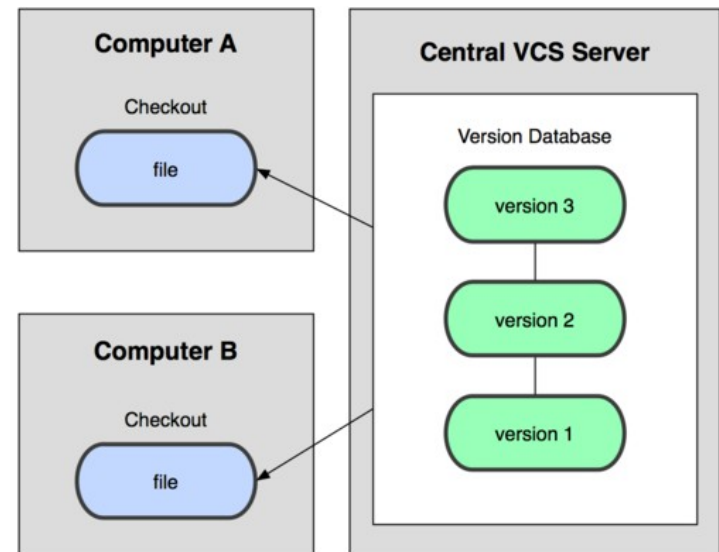 Computer A
Checkout
file
Computer B
Checkout
file
Central VCS Server
Version Database
version 3
version 2
version 1